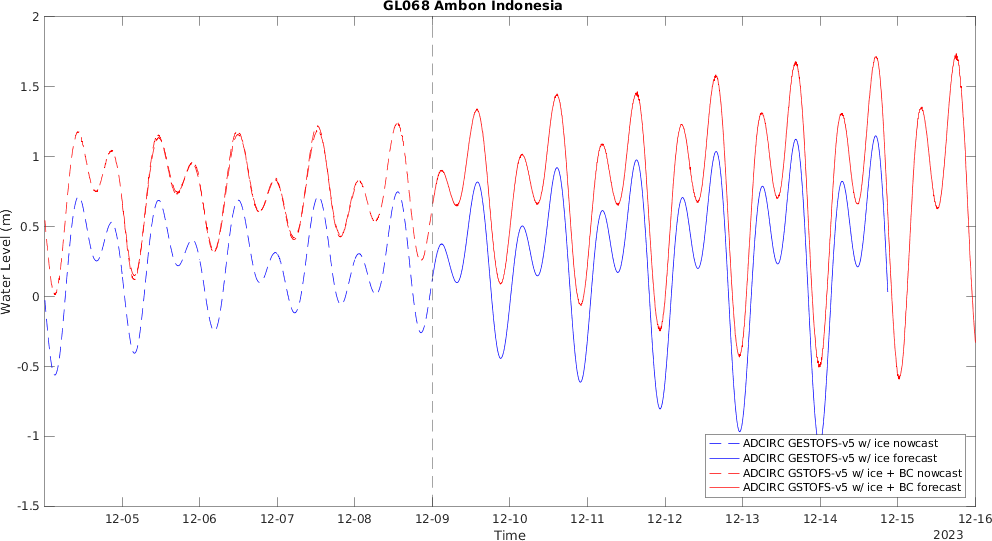 GL068 Ambon Indonesia
2
1.5
1
0.5
0
-0.5
-1
-1.5
Water Level (m)
ADCIRC GESTOFS-v5 w/ ice nowcast
ADCIRC GESTOFS-v5 w/ ice forecast
ADCIRC GSTOFS-v5 w/ ice + BC nowcast
ADCIRC GSTOFS-v5 w/ ice + BC forecast
12-05 12-06 12-07 12-08 12-09 12-10 12-11 12-12 12-13 12-14 12-15 12-16
Time
2023